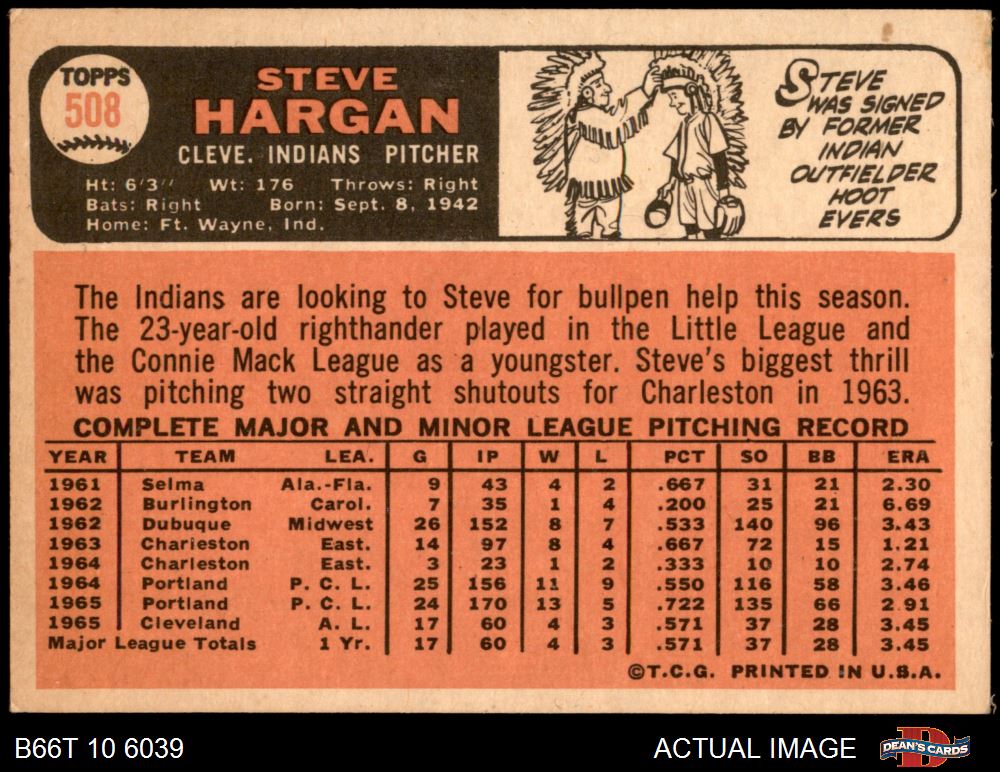 TOPPS
508
STEVE
HARGAN
CLEVE. INDIANS PITCHER
Ht: 6'3" Wt: 176 Throws: Right
Bats: Right Born: Sept. 8, 1942
Home: Ft. Wayne, Ind.
STEVE
WAS SIGNED
BY FORMER
INDIAN
OUTFIELDER
HOOT
EVERS
The Indians are looking to Steve for bullpen help this season.
The 23-year-old righthander played in the Little League and
the Connie Mack League as a youngster. Steve's biggest thrill
was pitching two straight shutouts for Charleston in 1963.
COMPLETE MAJOR AND MINOR LEAGUE PITCHING RECORD
YEAR TEAM LEA. G IP W L PCT SO BB ERA
1961 Selma Ala.-Fla. 9 43 4 2 .667 31 21 2.30
1962 Burlington Carol. 7 35 1 4 .200 25 21 6.69
1962 Dubuque Midwest 26 152 8 7 .533 140 96 3.43
1963 Charleston East. 14 97 8 4 .667 72 15 1.21
1964 Charleston East. 3 23 1 2 .333 10 10 2.74
1964 Portland P. C. L. 25 156 11 9 .550 116 58 3.46
1965 Portland P. C. L. 24 170 13 5 .722 135 66 2.91
1965 Cleveland A. L. 17 60 4 3 .571 37 28 3.45
Major League Totals 1 Yr. 17 60 4 3 .571 37 28 3.45
©T.C.G. PRINTED IN U.S.A.
B66T 10 6039 ACTUAL IMAGE DEAN'S CARDS